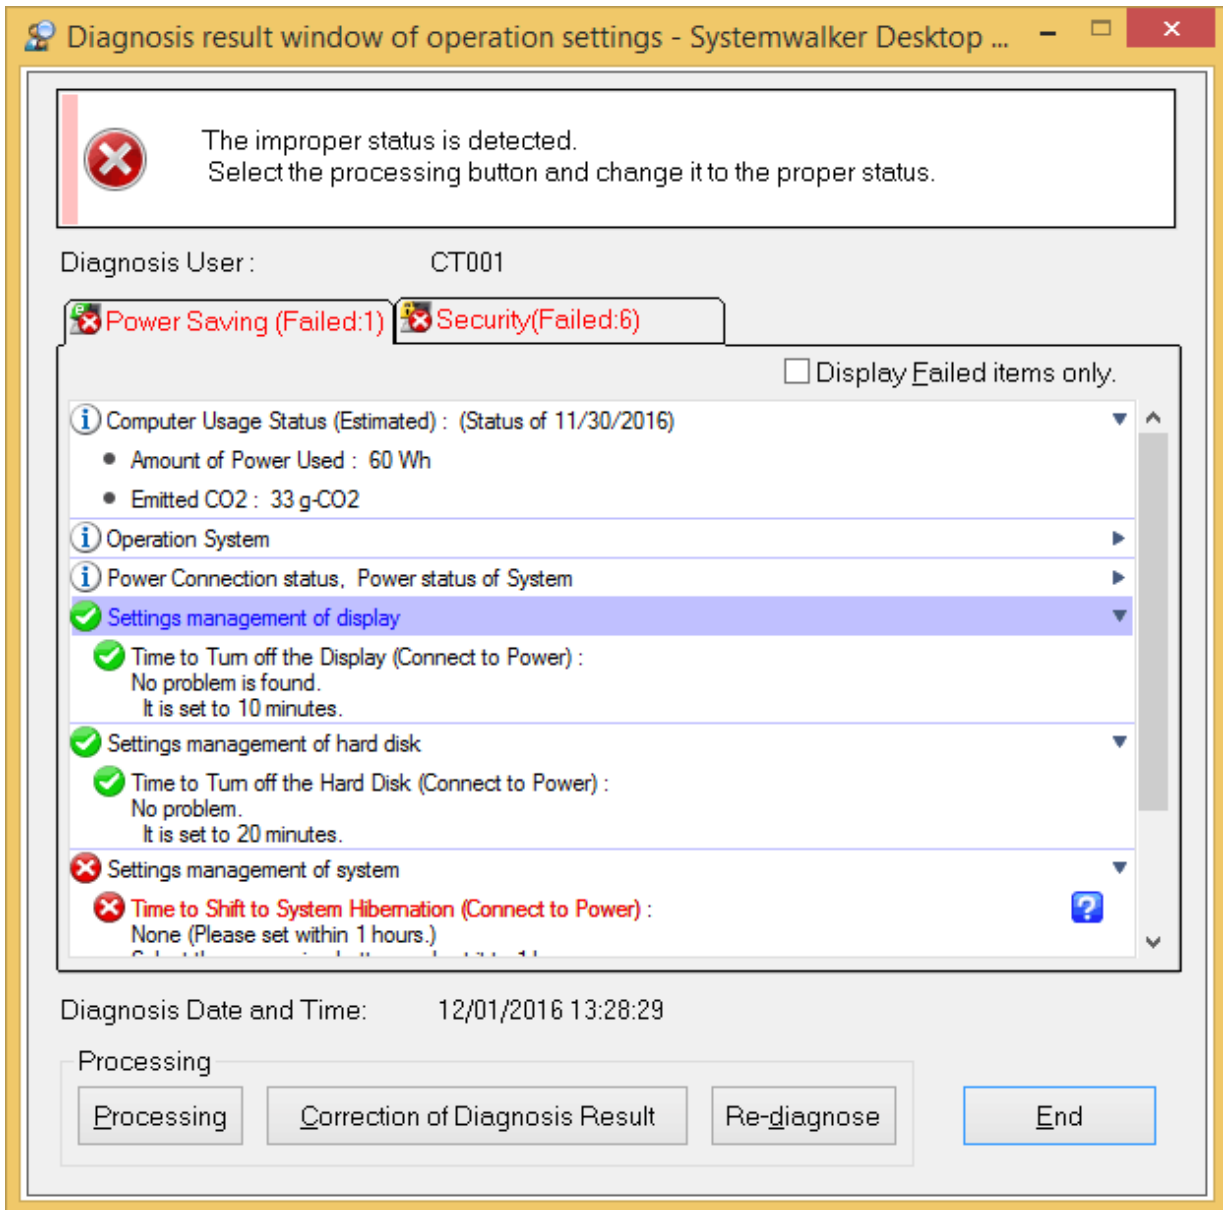 Diagnosis result window of operation settings - Systemwalker Desktop ...
The improper status is detected.
Select the processing button and change it to the proper status.
Diagnosis User : CT001
Power Saving (Failed:1) Security(Failed:6)
Display Failed items only.
Computer Usage Status (Estimated) : (Status of 11/30/2016)
• Amount of Power Used : 60 Wh
• Emitted CO2 : 33 g-CO2
Operation System
Power Connection status, Power status of System
Settings management of display
Time to Turn off the Display (Connect to Power) :
No problem is found.
It is set to 10 minutes.
Settings management of hard disk
Time to Turn off the Hard Disk (Connect to Power) :
No problem.
It is set to 20 minutes.
Settings management of system
Time to Shift to System Hibernation (Connect to Power) :
None (Please set within 1 hours.)
Diagnosis Date and Time: 12/01/2016 13:28:29
Processing
Processing Correction of Diagnosis Result Re-diagnose End